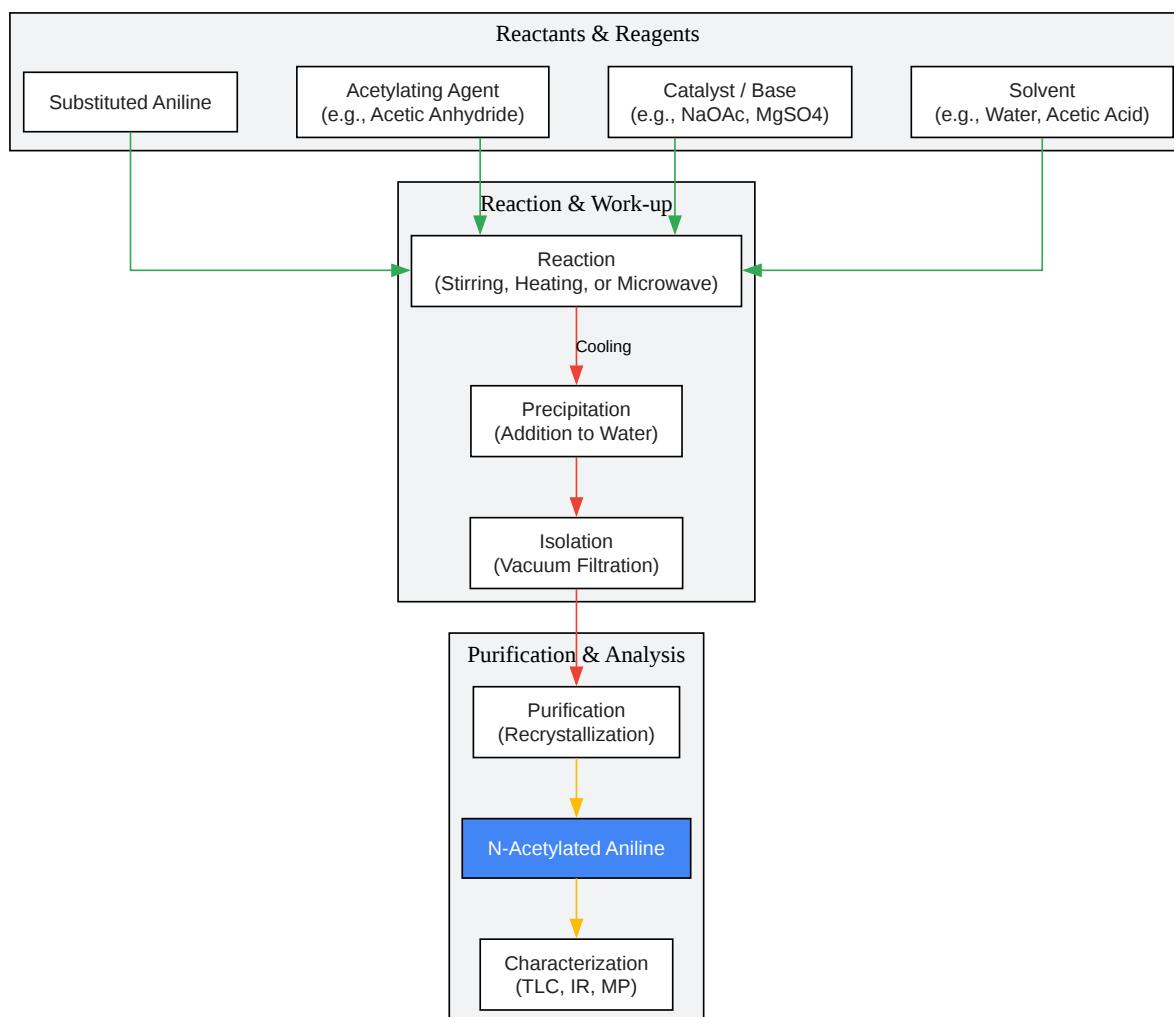 Reactants & Reagents
Substituted Aniline
Acetylating Agent
(e.g., Acetic Anhydride)
Catalyst / Base
(e.g., NaOAc, MgSO4)
Solvent
(e.g., Water, Acetic Acid)
Reaction & Work-up
Reaction
(Stirring, Heating, or Microwave)
Cooling
Precipitation
(Addition to Water)
Isolation
(Vacuum Filtration)
Purification & Analysis
Purification
(Recrystallization)
N-Acetylated Aniline
Characterization
(TLC, IR, MP)